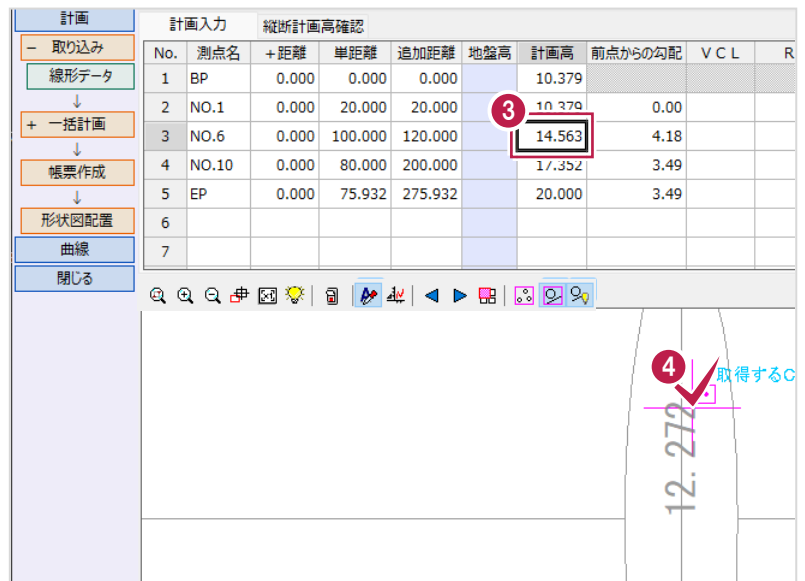 計画
− 取り込み
線形データ
↓
+ 一括計画
↓
帳票作成
↓
形状図配置
曲線
閉じる
計画入力 縦断計画高確認
No. 測点名 +距離 単距離 追加距離 地盤高 計画高 前点からの勾配 VCL R
1 BP 0.000 0.000 0.000 10.379
2 NO.1 0.000 20.000 20.000 10.379 0.00
3 NO.6 0.000 100.000 120.000 14.563 4.18
4 NO.10 0.000 80.000 200.000 17.352 3.49
5 EP 0.000 75.932 275.932 20.000 3.49
6
7
3
4
取得するC
12.272